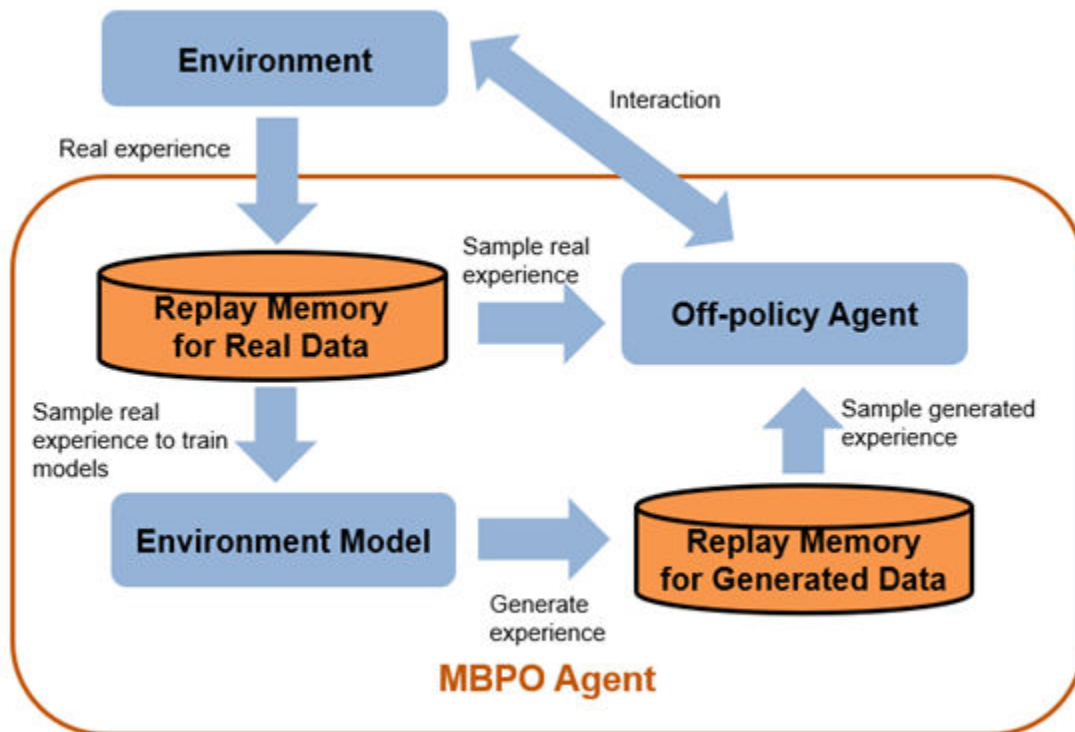 Environment
Interaction
Real experience
Sample real
experience
Replay Memory
for Real Data
Off-policy Agent
Sample real
experience to train
models
Sample generated
experience
Environment Model
Replay Memory
for Generated Data
Generate
experience
MBPO Agent